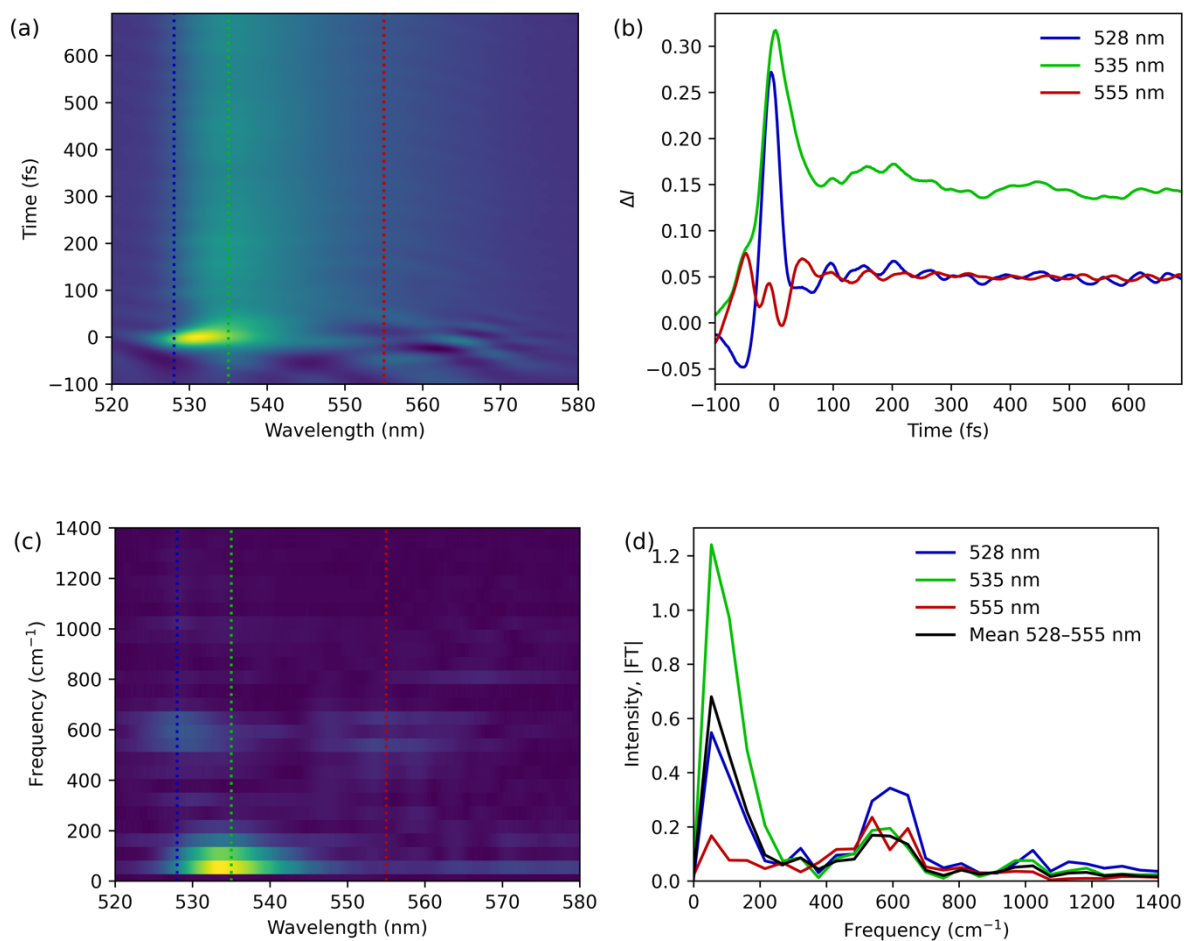 (a)
Time (fs)
600
500
400
300
200
100
0
−100
520 530 540 550 560 570 580
Wavelength (nm)
(b)
ΔI
0.30
0.25
0.20
0.15
0.10
0.05
0.00
−0.05
528 nm
535 nm
555 nm
−100 0 100 200 300 400 500 600
Time (fs)
(c)
Frequency (cm⁻¹)
1400
1200
1000
800
600
400
200
0
520 530 540 550 560 570 580
Wavelength (nm)
(d)
Intensity, |FT|
1.2
1.0
0.8
0.6
0.4
0.2
0.0
528 nm
535 nm
555 nm
Mean 528–555 nm
0 200 400 600 800 1000 1200 1400
Frequency (cm⁻¹)